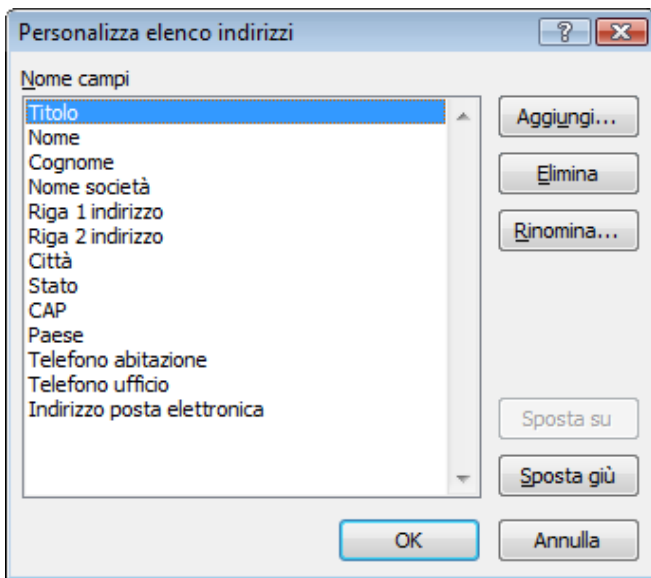 Personalizza elenco indirizzi
Nome campi
Titolo
Nome
Cognome
Nome società
Riga 1 indirizzo
Riga 2 indirizzo
Città
Stato
CAP
Paese
Telefono abitazione
Telefono ufficio
Indirizzo posta elettronica
Aggiungi...
Elimina
Rinomina...
Sposta su
Sposta giù
OK
Annulla